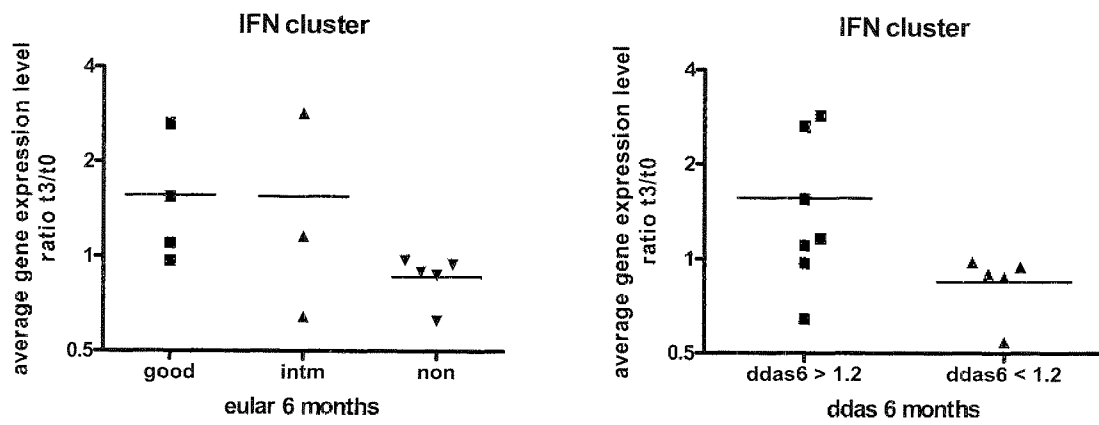 IFN cluster
average gene expression level
ratio t3/t0
4
2
1
0.5
good intm non
eular 6 months
IFN cluster
average gene expression level
ratio t3/t0
4
2
1
0.5
ddas6 > 1.2 ddas6 < 1.2
ddas 6 months